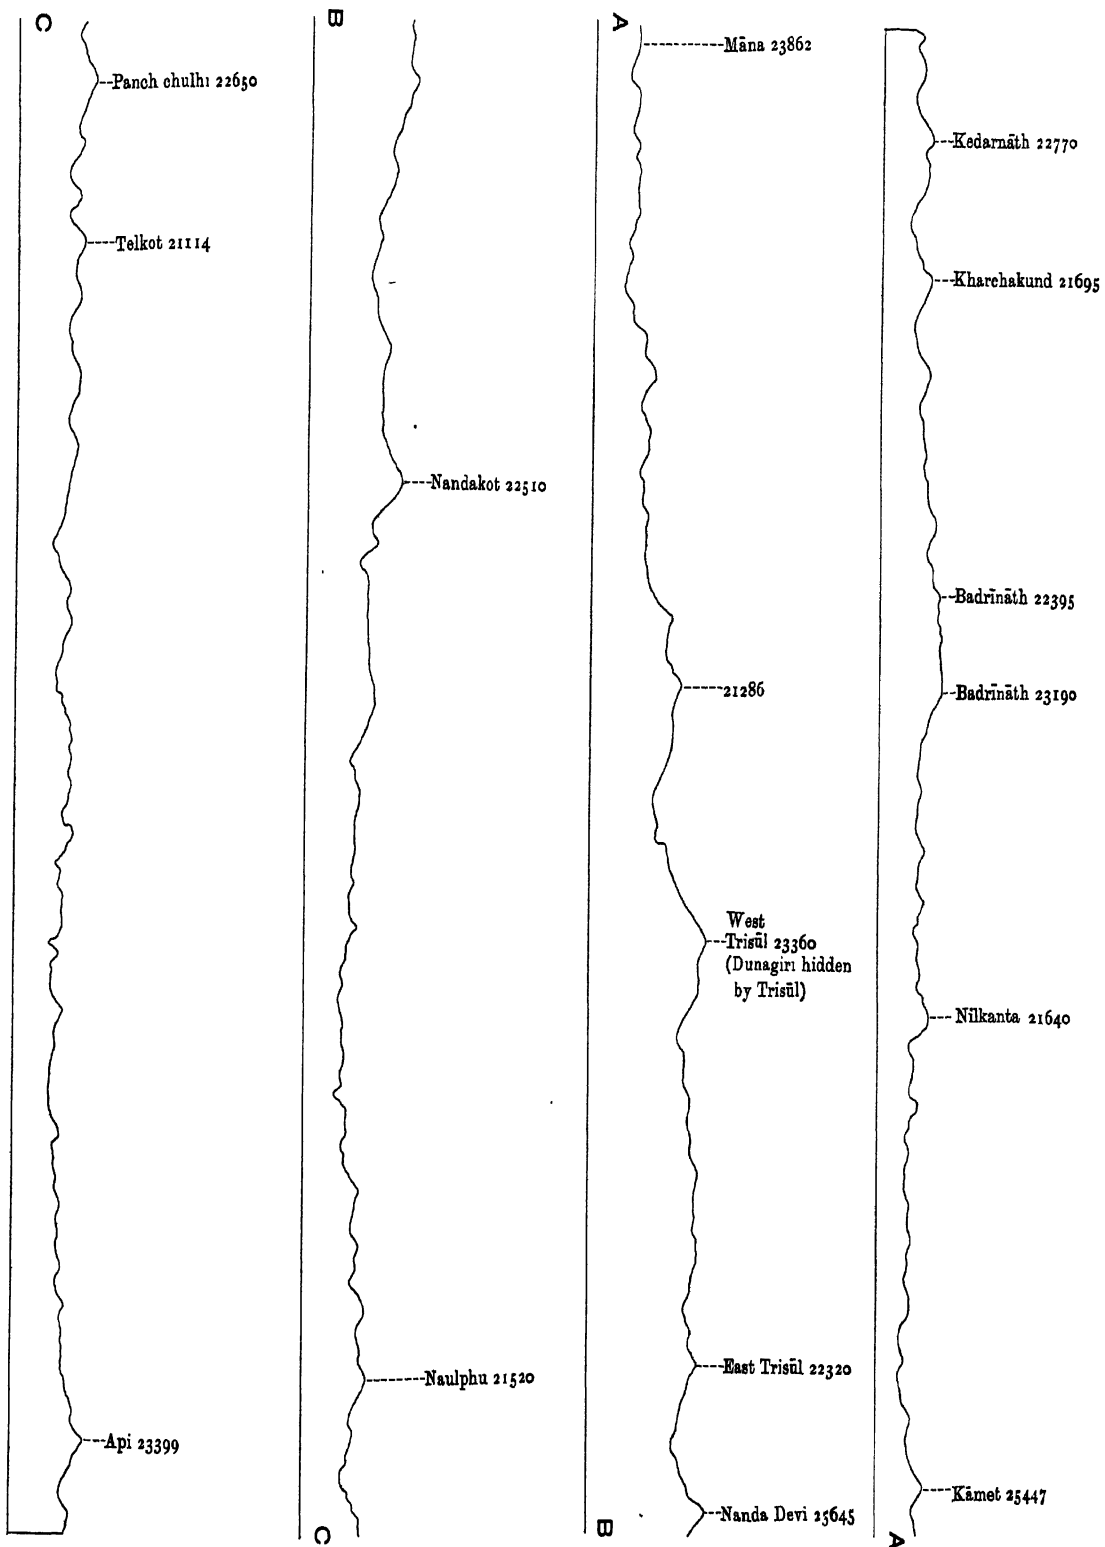 C
Panch chulhi 22650
Telkot 21114
Api 23399
B
Nandakot 22510
Naulphu 21520
C
A
Māna 23862
21286
West
Trisūl 23360
(Dunagiri hidden
by Trisūl)
East Trisūl 22320
Nanda Devi 25645
B
Kedarnāth 22770
Kharchakund 21695
Badrīnāth 22395
Badrīnāth 23190
Nīlkanta 21640
Kāmet 25447
A